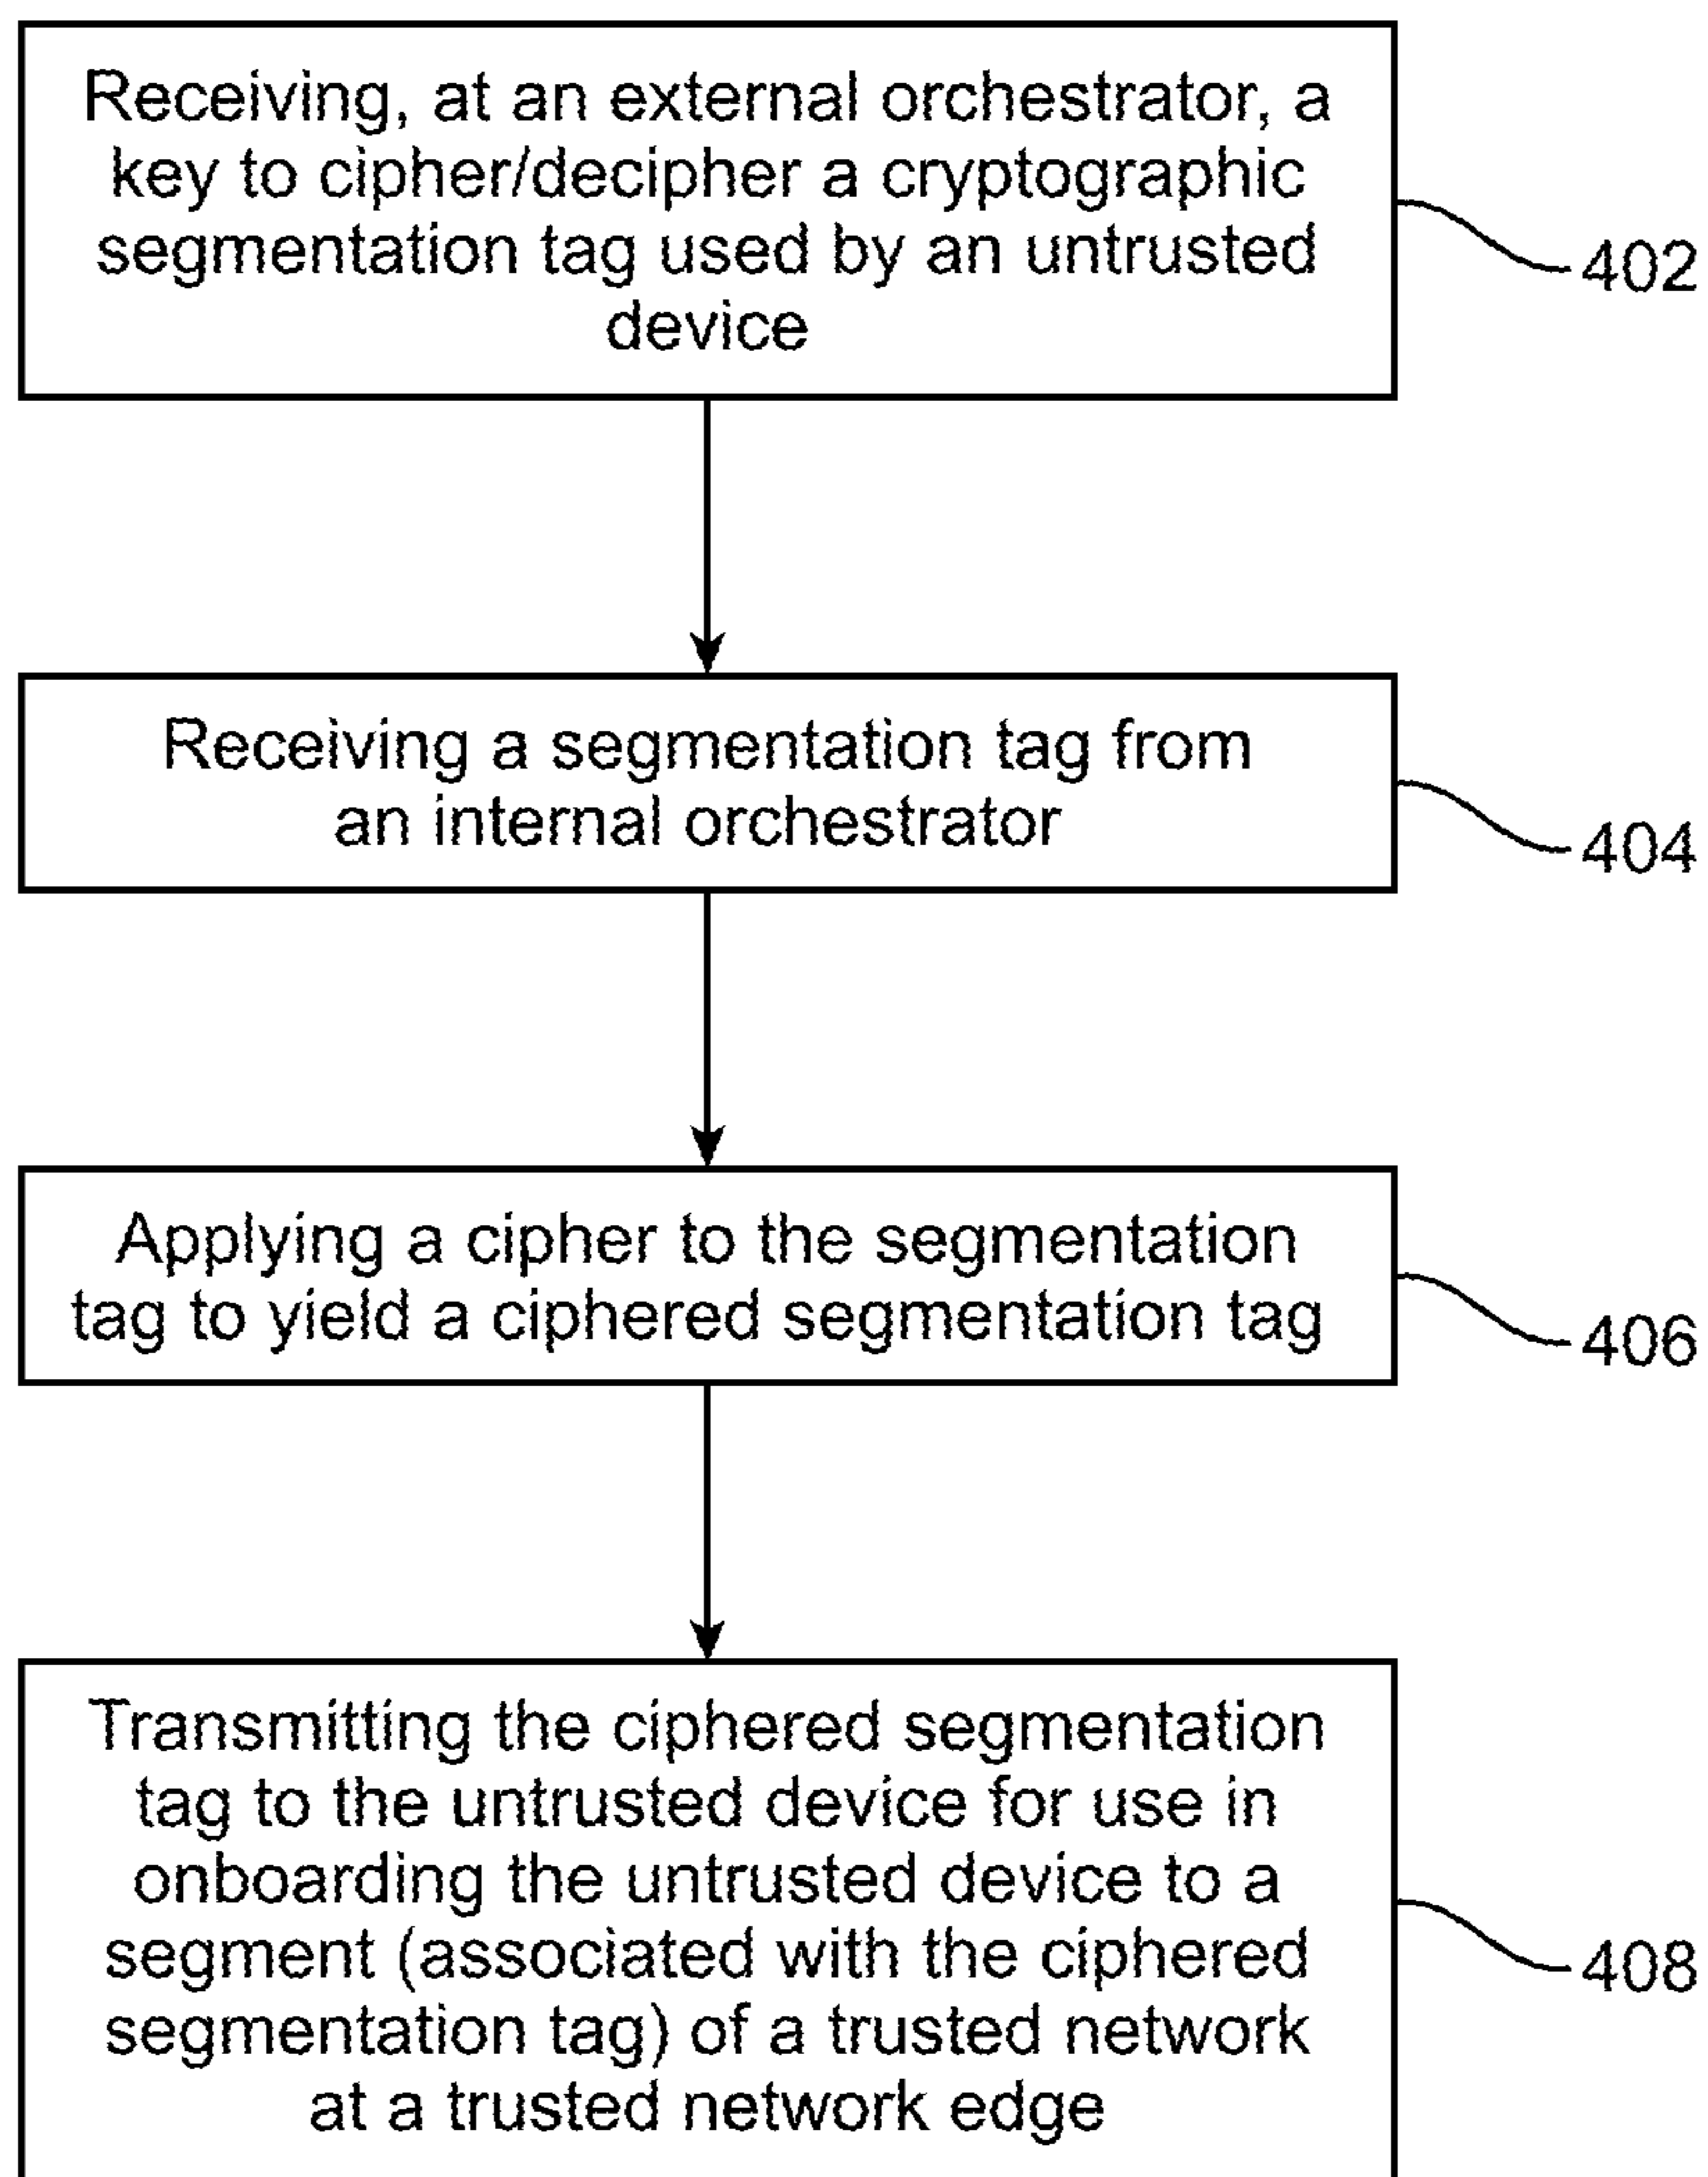 Receiving, at an external orchestrator, a
key to cipher/decipher a cryptographic
segmentation tag used by an untrusted
device
402
Receiving a segmentation tag from
an internal orchestrator
404
Applying a cipher to the segmentation
tag to yield a ciphered segmentation tag
406
Transmitting the ciphered segmentation
tag to the untrusted device for use in
onboarding the untrusted device to a
segment (associated with the ciphered
segmentation tag) of a trusted network
at a trusted network edge
408